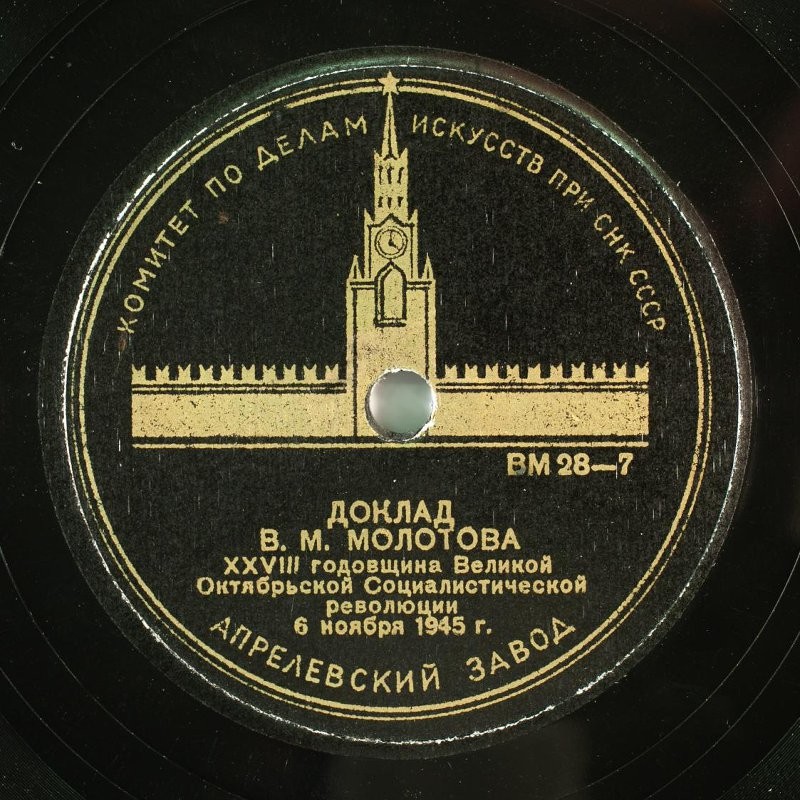 КОМИТЕТ ПО ДЕЛАМ ИСКУССТВ ПРИ СНК СССР
ВМ 28—7
ДОКЛАД
В. М. МОЛОТОВА
XXVIII годовщина Великой
Октябрьской Социалистической
революции
6 ноября 1945 г.
АПРЕЛЕВСКИЙ ЗАВОД